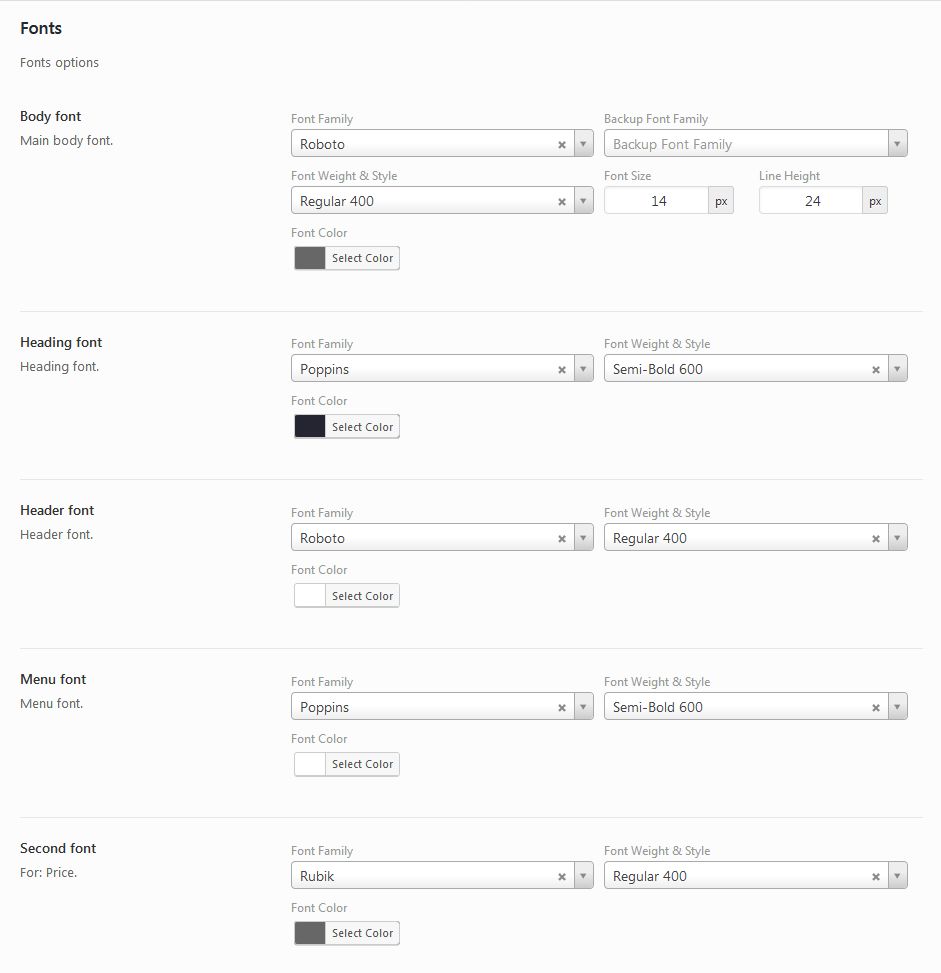 Fonts
Fonts options
Body font
Main body font.
Font Family
Backup Font Family
Roboto
Backup Font Family
Font Weight & Style
Font Size
Line Height
Regular 400
14 px
24 px
Font Color
Select Color
Heading font
Heading font.
Font Family
Font Weight & Style
Poppins
Semi-Bold 600
Font Color
Select Color
Header font
Header font.
Font Family
Font Weight & Style
Roboto
Regular 400
Font Color
Select Color
Menu font
Menu font.
Font Family
Font Weight & Style
Poppins
Semi-Bold 600
Font Color
Select Color
Second font
For: Price.
Font Family
Font Weight & Style
Rubik
Regular 400
Font Color
Select Color